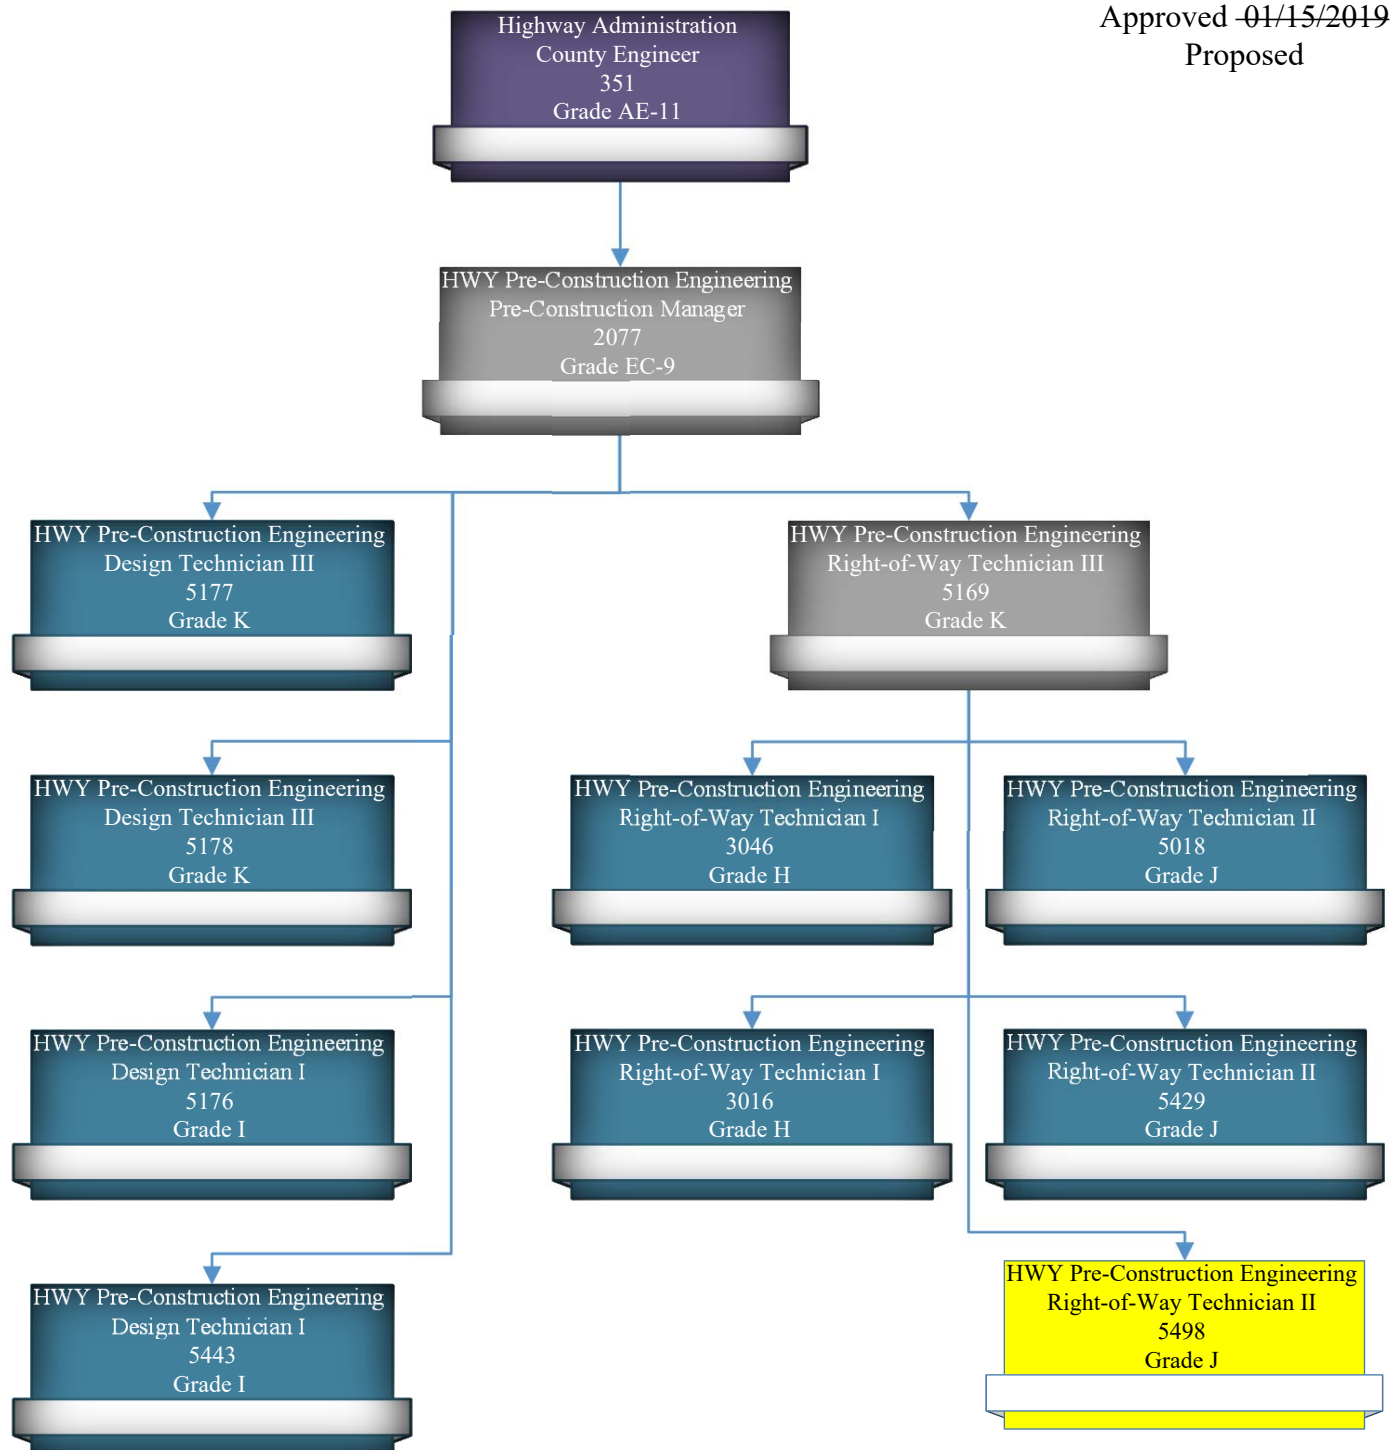 Approved 01/15/2019
Proposed
Highway Administration
County Engineer
351
Grade AE-11
HWY Pre-Construction Engineering
Pre-Construction Manager
2077
Grade EC-9
HWY Pre-Construction Engineering
Design Technician III
5177
Grade K
HWY Pre-Construction Engineering
Right-of-Way Technician III
5169
Grade K
HWY Pre-Construction Engineering
Design Technician III
5178
Grade K
HWY Pre-Construction Engineering
Right-of-Way Technician I
3046
Grade H
HWY Pre-Construction Engineering
Right-of-Way Technician II
5018
Grade J
HWY Pre-Construction Engineering
Design Technician I
5176
Grade I
HWY Pre-Construction Engineering
Right-of-Way Technician I
3016
Grade H
HWY Pre-Construction Engineering
Right-of-Way Technician II
5429
Grade J
HWY Pre-Construction Engineering
Design Technician I
5443
Grade I
HWY Pre-Construction Engineering
Right-of-Way Technician II
5498
Grade J